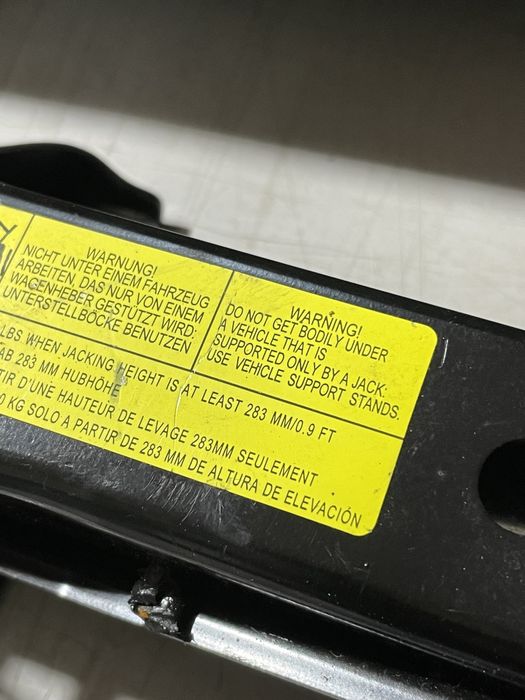 WARNUNG!
NICHT UNTER EINEM FAHRZEUG
ARBEITEN, DAS NUR VON EINEM
WAGENHEBER GESTÜTZT WIRD:
UNTERSTELLBÖCKE BENUTZEN
WARNING!
DO NOT GET BODILY UNDER
A VEHICLE THAT IS
SUPPORTED ONLY BY A JACK:
USE VEHICLE SUPPORT STANDS
LBS WHEN JACKING HEIGHT IS AT LEAST 283 MM/0.9 FT
AB 283 MM HUBHÖHE
TIR D'UNE HAUTEUR DE LEVAGE 283MM SEULEMENT
0 KG SOLO A PARTIR DE 283 MM DE ALTURA DE ELEVACIÓN